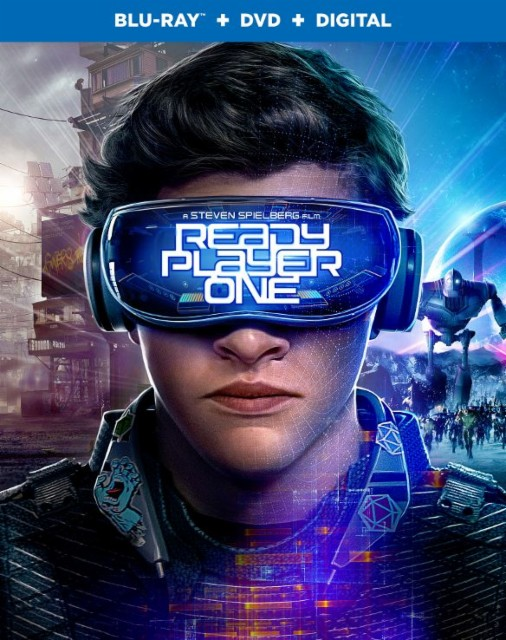 BLU-RAY™ + DVD + DIGITAL
A STEVEN SPIELBERG FILM
READY
PLAYER
ONE